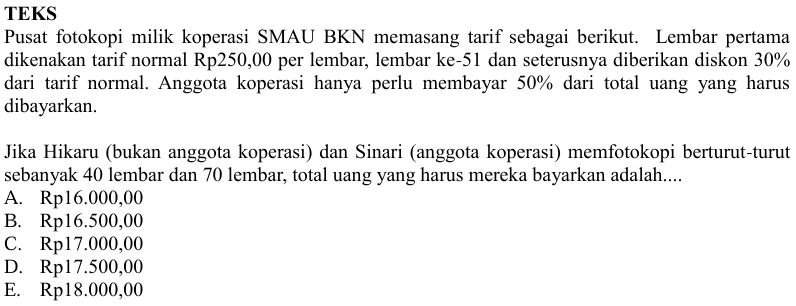 TEKS
Pusat fotokopi milik koperasi SMAU BKN memasang tarif sebagai berikut. Lembar pertama
dikenakan tarif normal Rp250,00 per lembar, lembar ke-51 dan seterusnya diberikan diskon 30%
dari tarif normal. Anggota koperasi hanya perlu membayar 50% dari total uang yang harus
dibayarkan.
Jika Hikaru (bukan anggota koperasi) dan Sinari (anggota koperasi) memfotokopi berturut-turut
sebanyak 40 lembar dan 70 lembar, total uang yang harus mereka bayarkan adalah....
A. Rp16.000,00
B. Rp16.500,00
C. Rp17.000,00
D. Rp17.500,00
E. Rp18.000,00